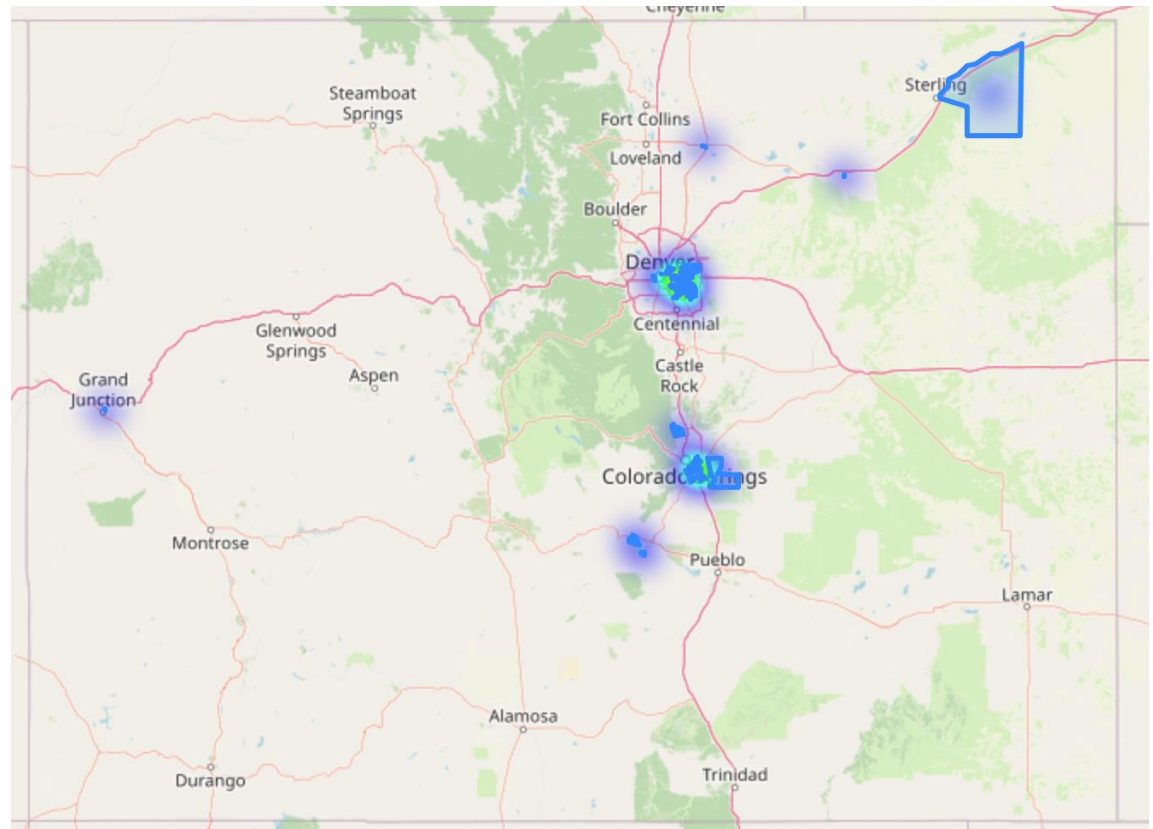 Cheyenne
Steamboat
Springs
Sterling
Fort Collins
Loveland
Boulder
Denver
Centennial
Glenwood
Springs
Castle
Rock
Aspen
Grand
Junction
Colorado Springs
Montrose
Pueblo
Lamar
Alamosa
Durango
Trinidad